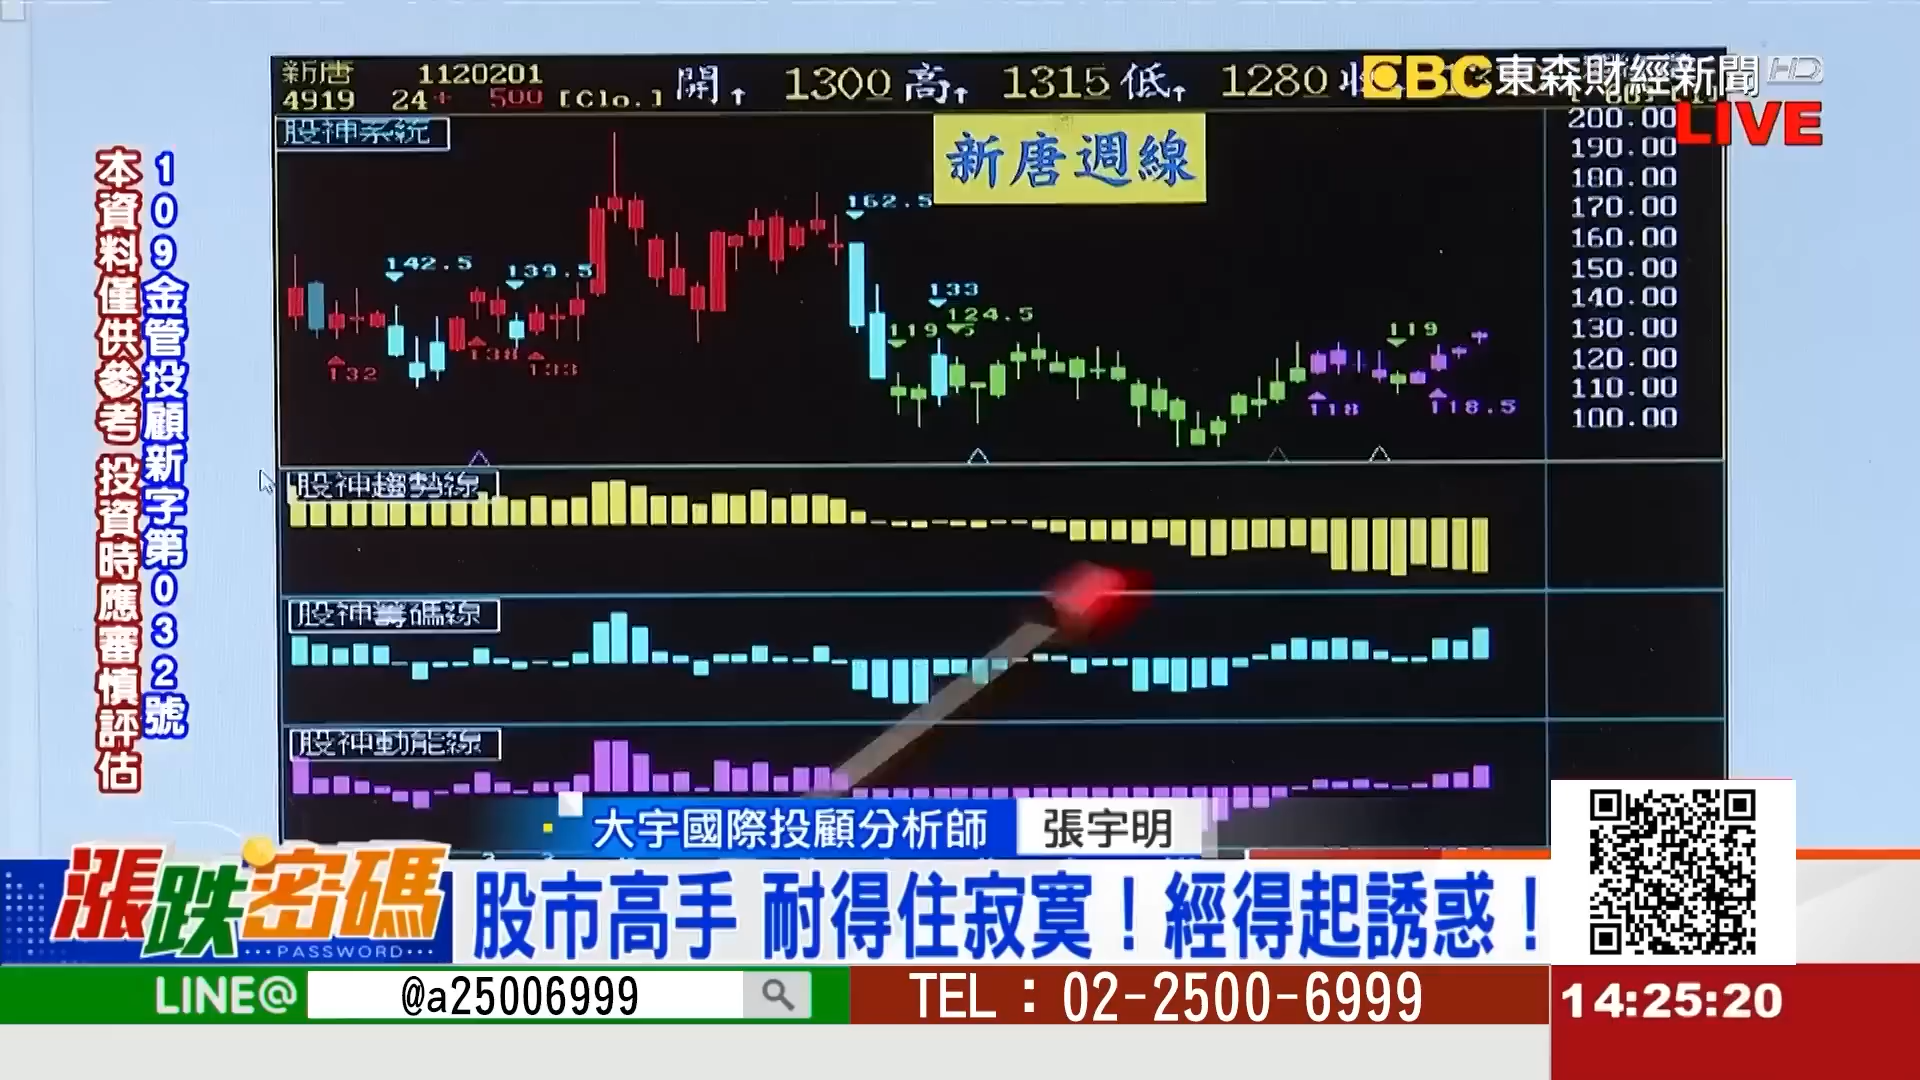 新唐 1120201
4919 24+ 500 [Clo.]
開↑ 1300 高↑ 1315 低↑ 1280 收
EBC 東森財經新聞 HD
LIVE
股神系統
新唐週線
200.00
190.00
180.00
170.00
160.00
150.00
140.00
130.00
120.00
110.00
100.00
162.5
142.5
139.5
133
124.5
119.5
119
132
138
133
118
118.5
股神趨勢線
股神籌碼線
股神動能線
109金管投顧新字第032號
本資料僅供參考 投資時應審慎評估
大宇國際投顧分析師 張宇明
漲跌密碼
PASSWORD
股市高手 耐得住寂寞！經得起誘惑！
LINE@ @a25006999
TEL：02-2500-6999
14:25:20